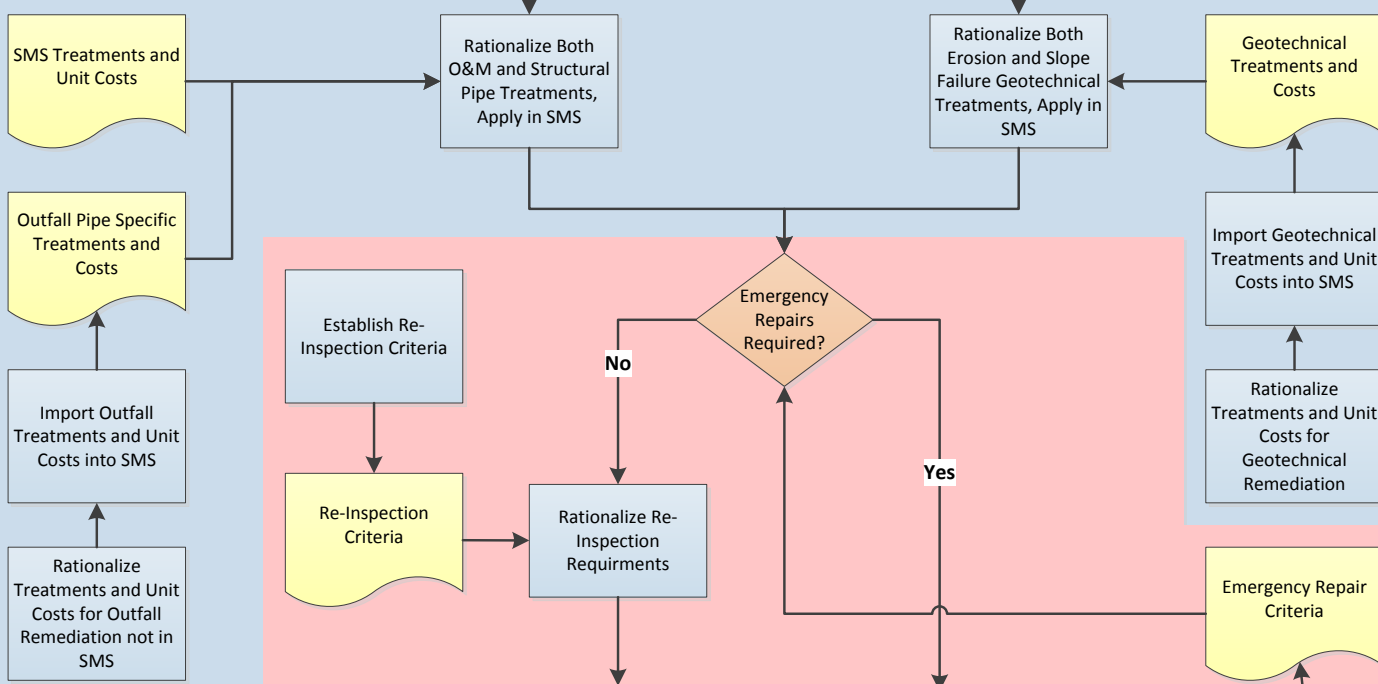 SMS Treatments and
Unit Costs
Rationalize Both
O&M and Structural
Pipe Treatments,
Apply in SMS
Rationalize Both
Erosion and Slope
Failure Geotechnical
Treatments, Apply in
SMS
Geotechnical
Treatments and
Costs
Outfall Pipe Specific
Treatments and
Costs
Import Geotechnical
Treatments and Unit
Costs into SMS
Establish Re-
Inspection Criteria
Emergency
Repairs
Required?
No
Yes
Import Outfall
Treatments and Unit
Costs into SMS
Rationalize
Treatments and Unit
Costs for
Geotechnical
Remediation
Re-Inspection
Criteria
Rationalize Re-
Inspection
Requirments
Rationalize
Treatments and Unit
Costs for Outfall
Remediation not in
SMS
Emergency Repair
Criteria